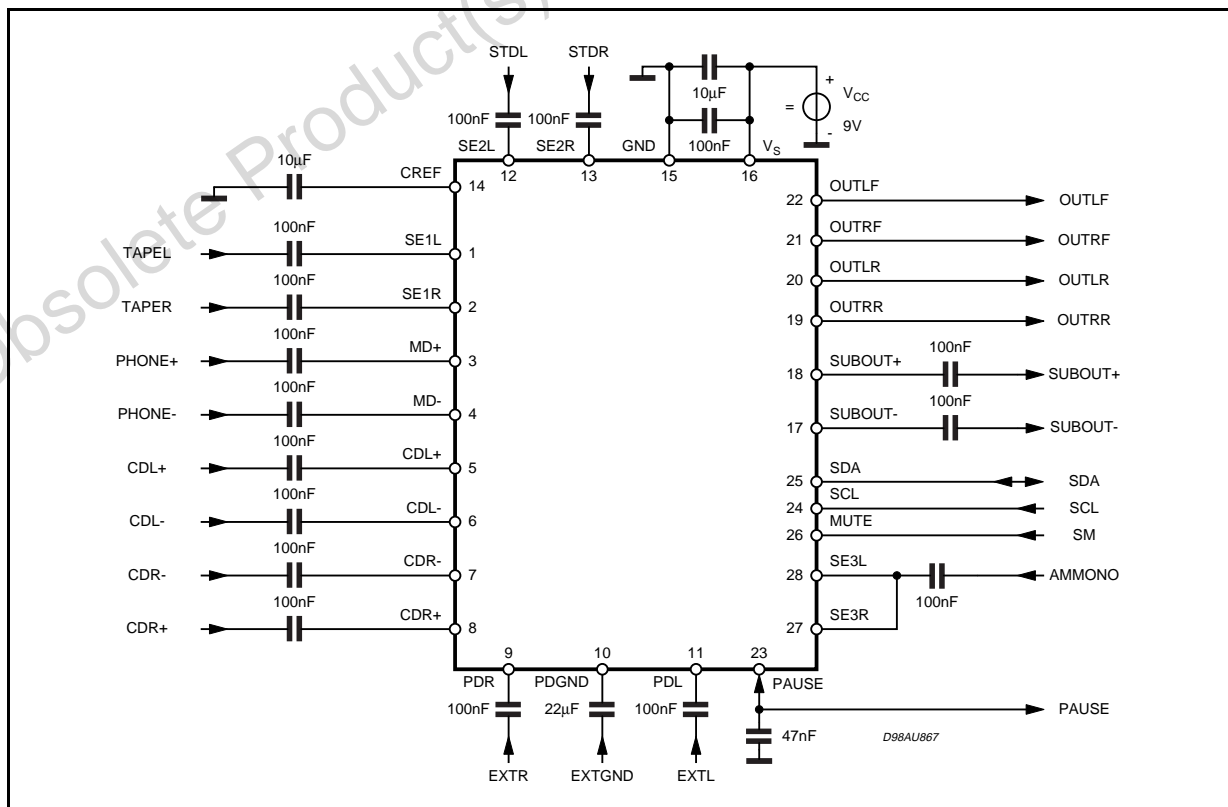 Obsolete Product(s)
STDL STDR
+
10µF
VCC
100nF 100nF
=
9V
-
SE2L SE2R GND 100nF VS
12 13 15 16
10µF CREF
14
100nF
TAPEL SE1L 1
100nF
TAPER SE1R 2
100nF
PHONE+ MD+ 3
100nF
PHONE- MD- 4
100nF
CDL+ CDL+ 5
100nF
CDL- CDL- 6
100nF
CDR- CDR- 7
100nF
CDR+ CDR+ 8
22 OUTLF OUTLF
21 OUTRF OUTRF
20 OUTLR OUTLR
19 OUTRR OUTRR
100nF
18 SUBOUT+ SUBOUT+
100nF
17 SUBOUT- SUBOUT-
25 SDA SDA
24 SCL SCL
26 MUTE SM
28 SE3L AMMONO
100nF
27 SE3R
9 10 11 23
PDR PDGND PDL PAUSE
100nF 22µF 100nF
PAUSE
47nF
D98AU867
EXTR EXTGND EXTL